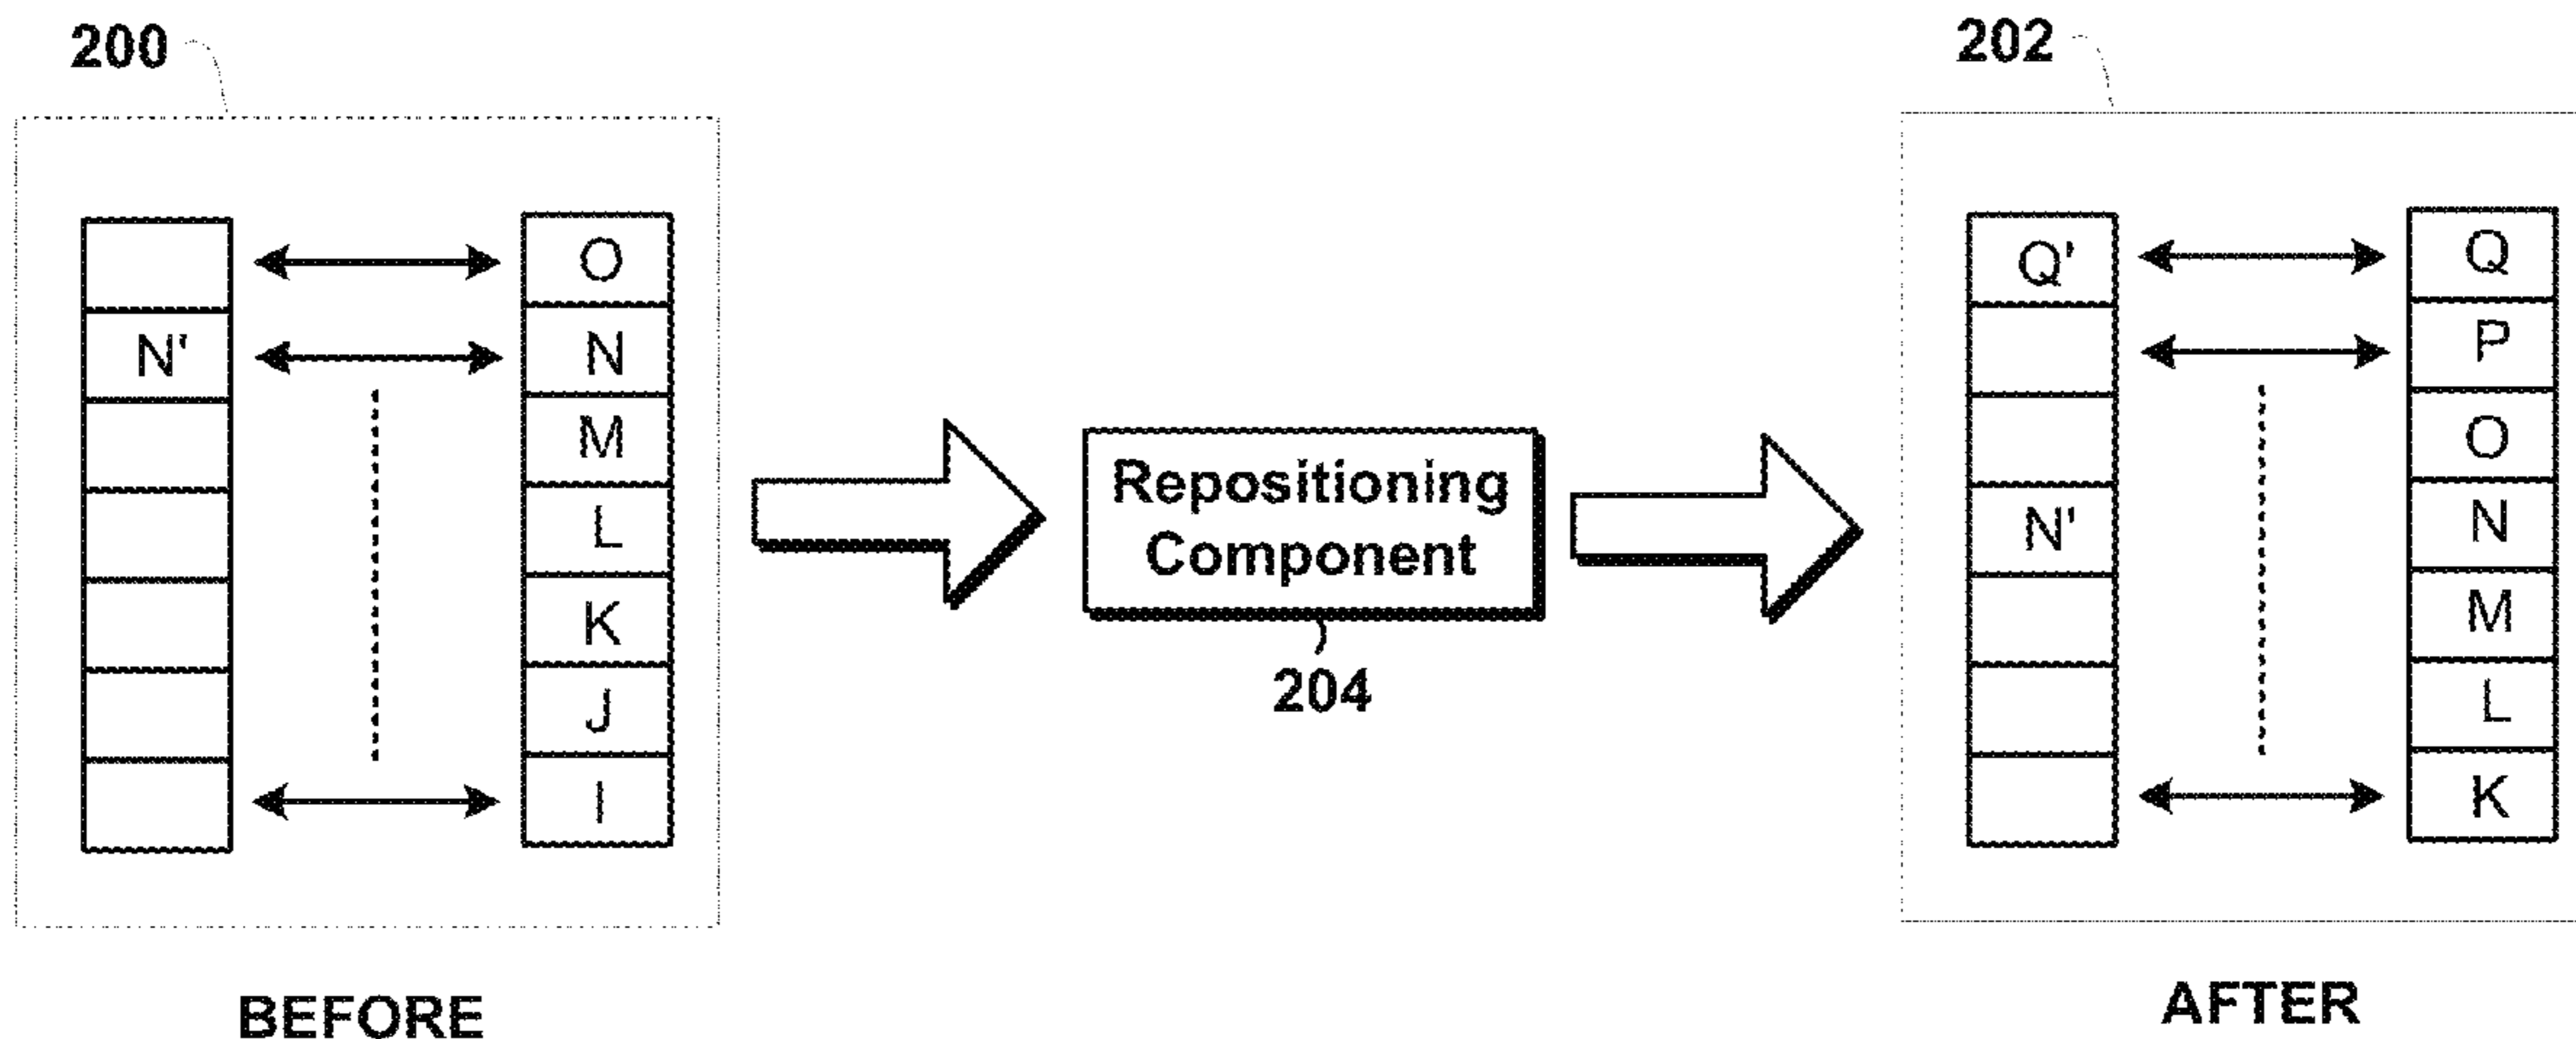 200
202
O
N'
N
M
L
K
J
I
Repositioning
Component
204
Q'
Q
P
O
N'
N
M
L
K
BEFORE
AFTER